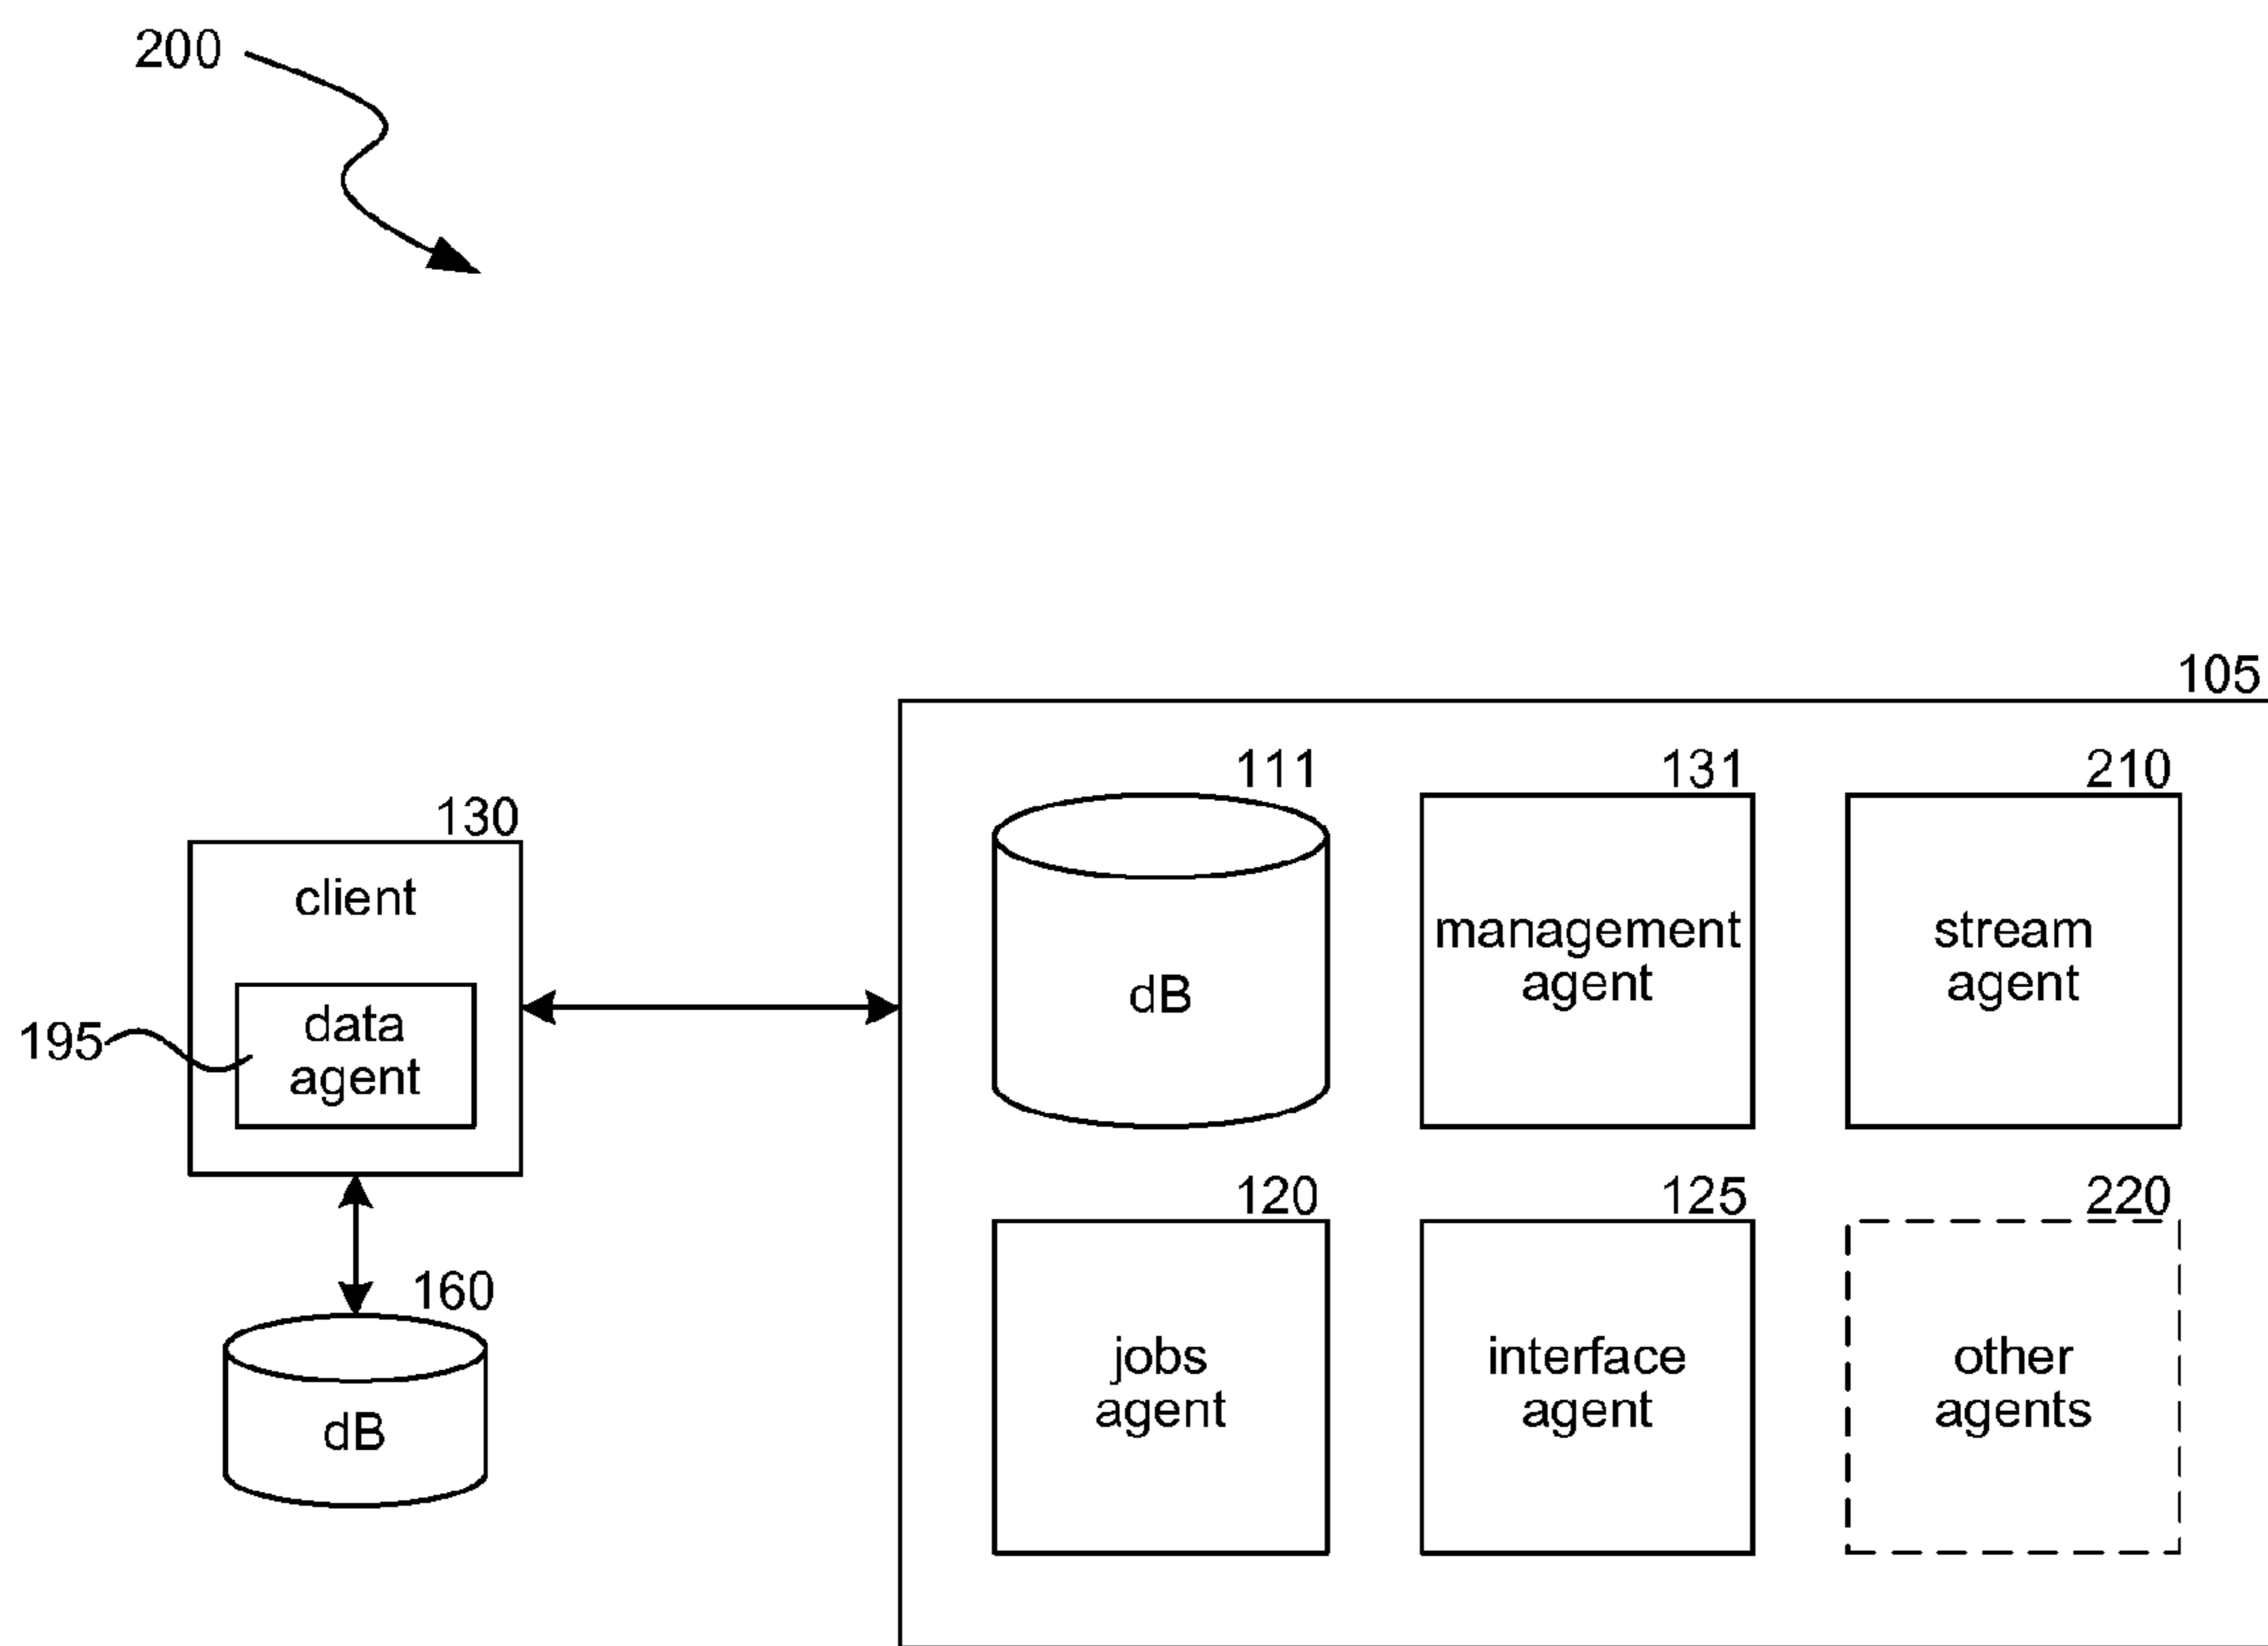 200
105
111
131
210
130
client
management
agent
stream
agent
dB
195
data
agent
120
125
220
160
jobs
agent
interface
agent
other
agents
dB